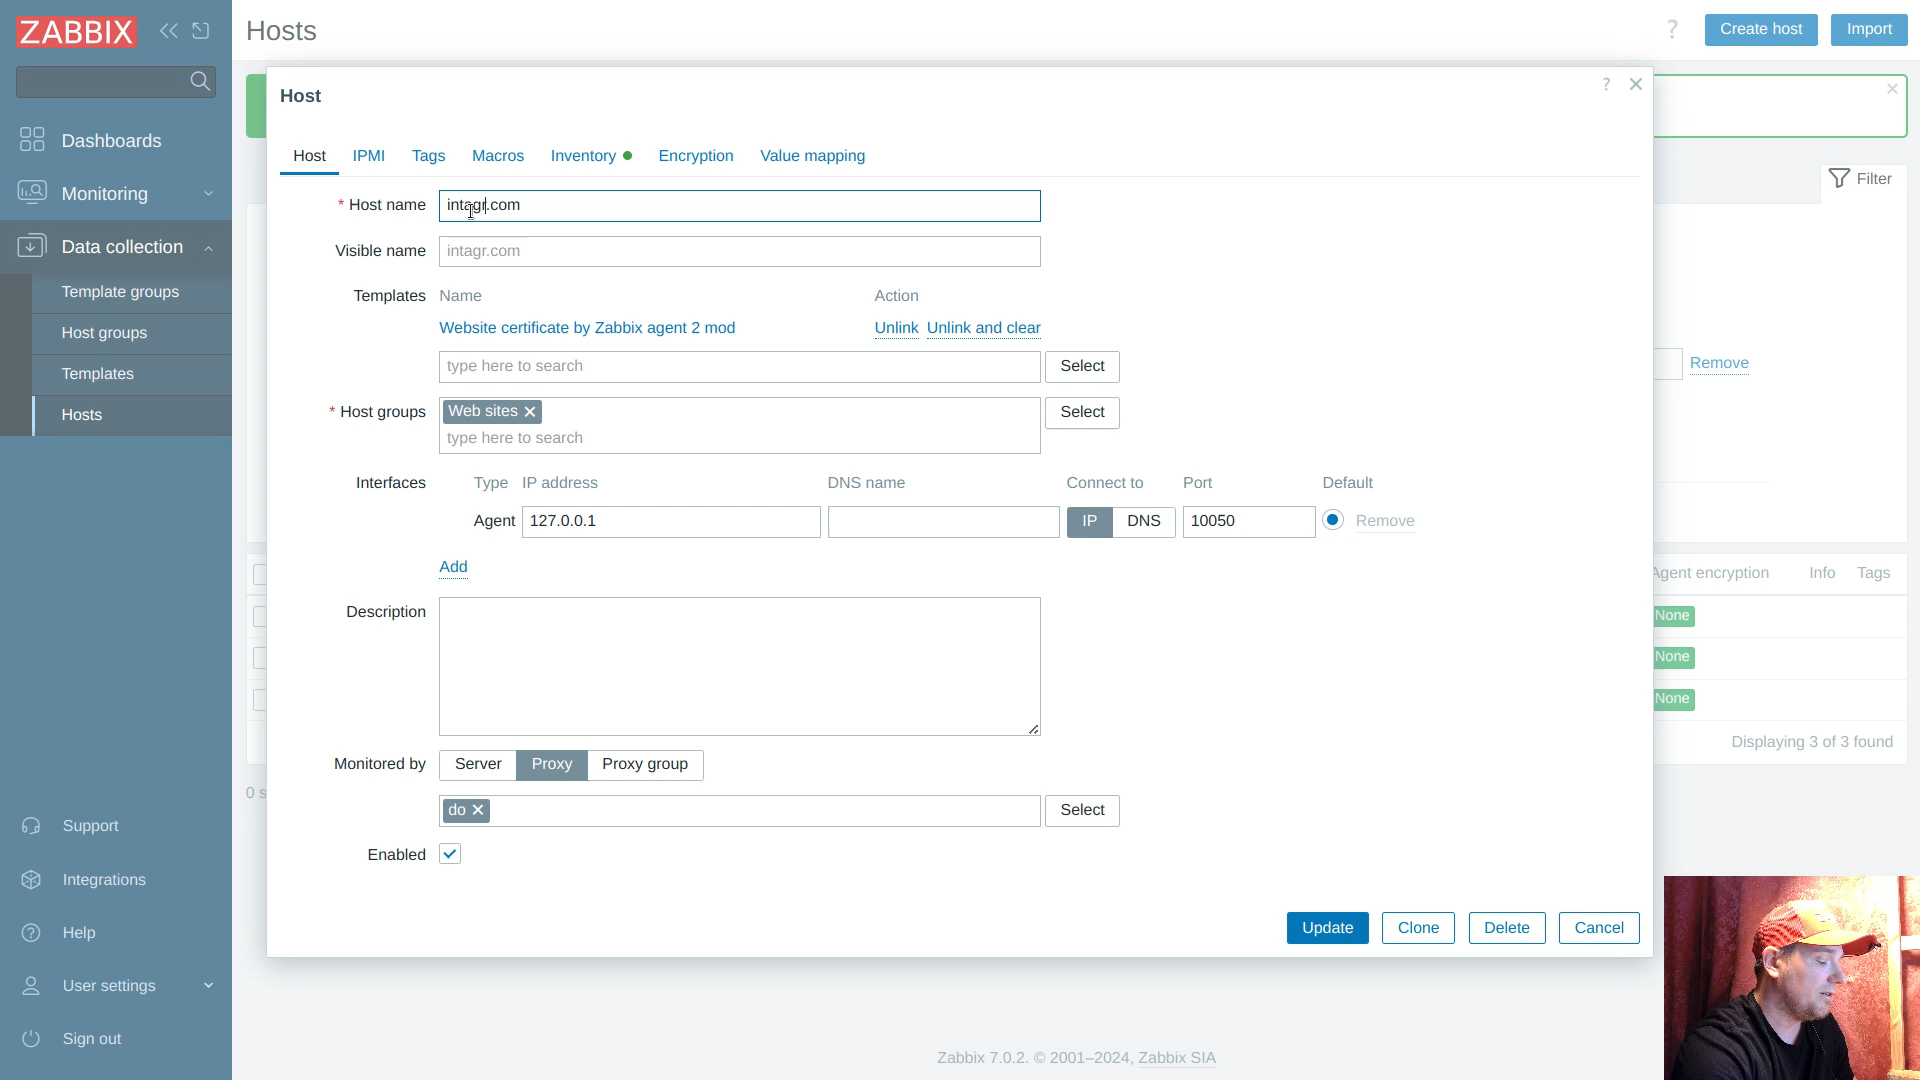 ZABBIX
Hosts
?
Create host
Import
Dashboards
Monitoring
Data collection
Template groups
Host groups
Templates
Hosts
Support
Integrations
Help
User settings
Sign out
Host
?
Host
IPMI
Tags
Macros
Inventory
Encryption
Value mapping
* Host name
intagr.com
Visible name
intagr.com
Templates
Name
Action
Website certificate by Zabbix agent 2 mod
Unlink
Unlink and clear
type here to search
Select
* Host groups
Web sites
type here to search
Select
Interfaces
Type
IP address
DNS name
Connect to
Port
Default
Agent
127.0.0.1
IP
DNS
10050
Remove
Add
Description
Monitored by
Server
Proxy
Proxy group
do
Select
Enabled
Update
Clone
Delete
Cancel
Filter
Remove
Agent encryption
Info
Tags
None
None
None
Displaying 3 of 3 found
0 s
Zabbix 7.0.2. © 2001–2024, Zabbix SIA